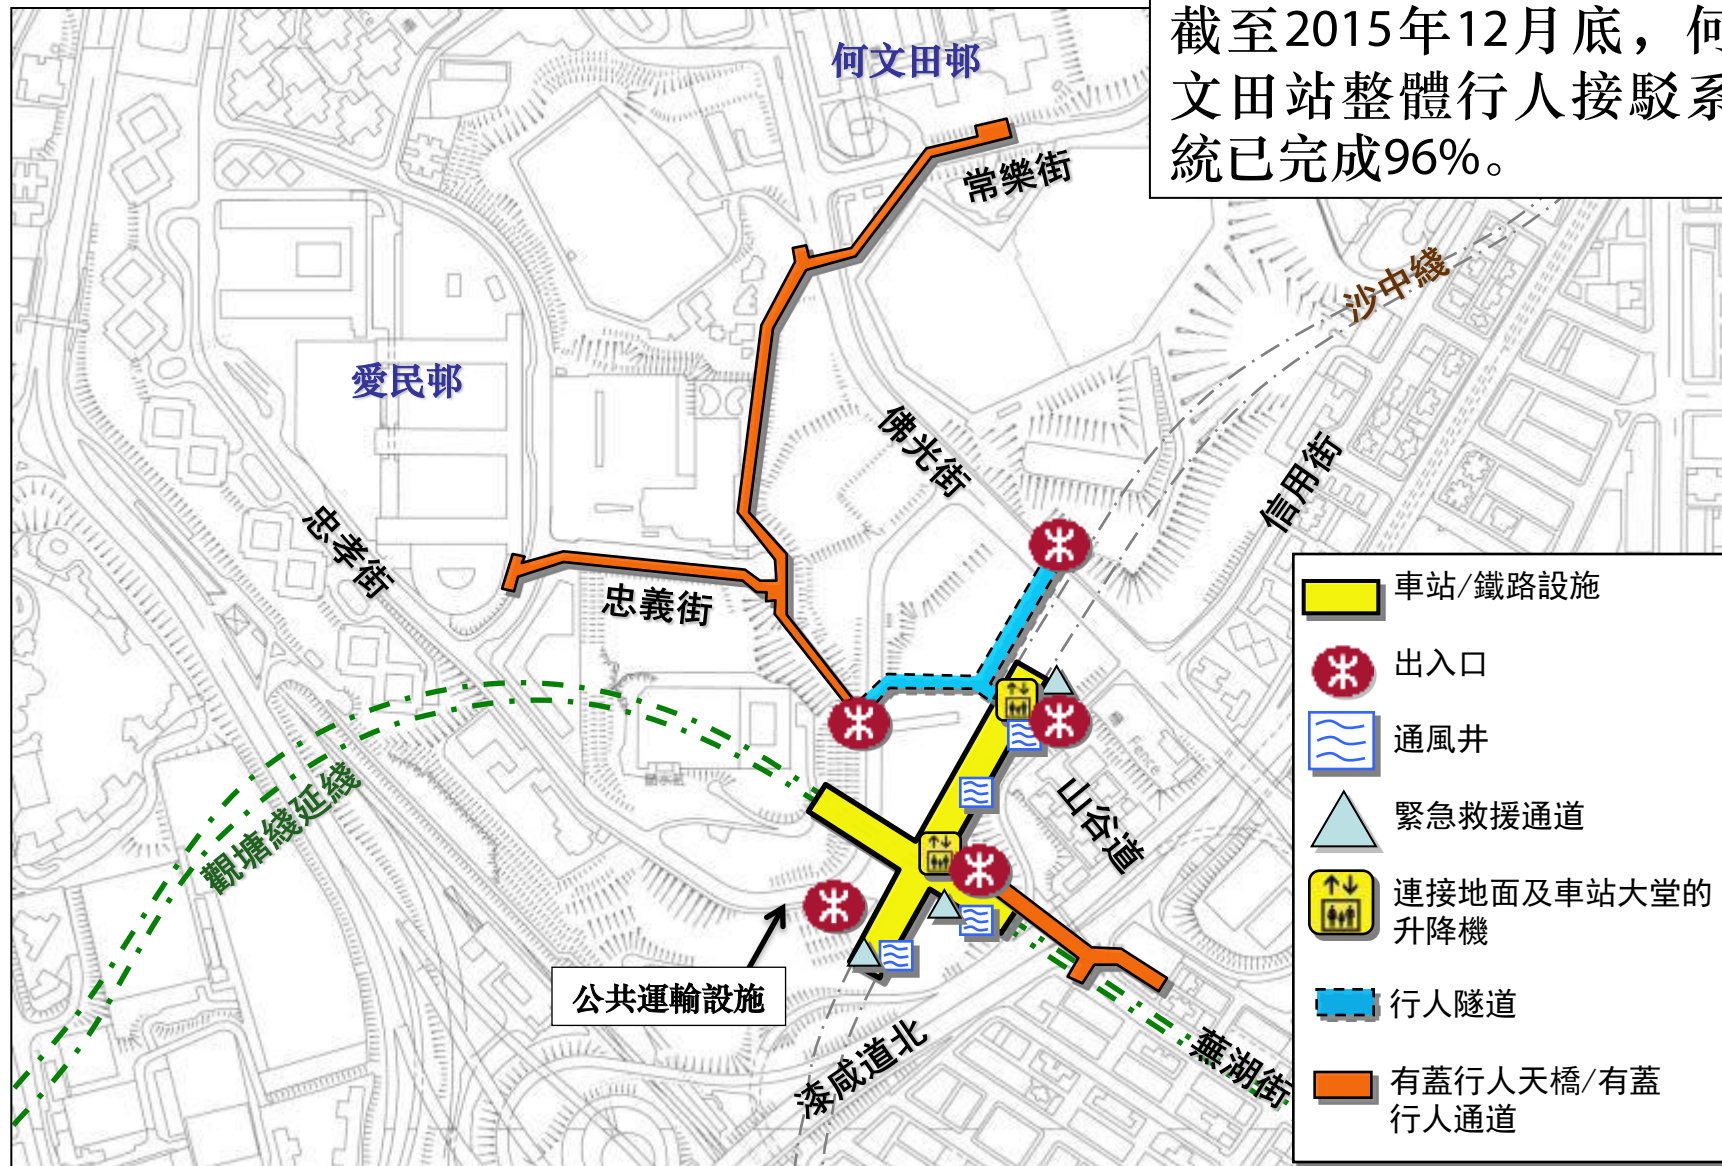 截至2015年12月底，何
文田站整體行人接駁系
統已完成96%。
何文田邨
常樂街
沙中綫
愛民邨
佛光街
信用街
忠孝街
忠義街
觀塘綫延綫
山谷道
公共運輸設施
漆咸道北
蕪湖街
車站/鐵路設施
出入口
通風井
緊急救援通道
連接地面及車站大堂的
升降機
行人隧道
有蓋行人天橋/有蓋
行人通道